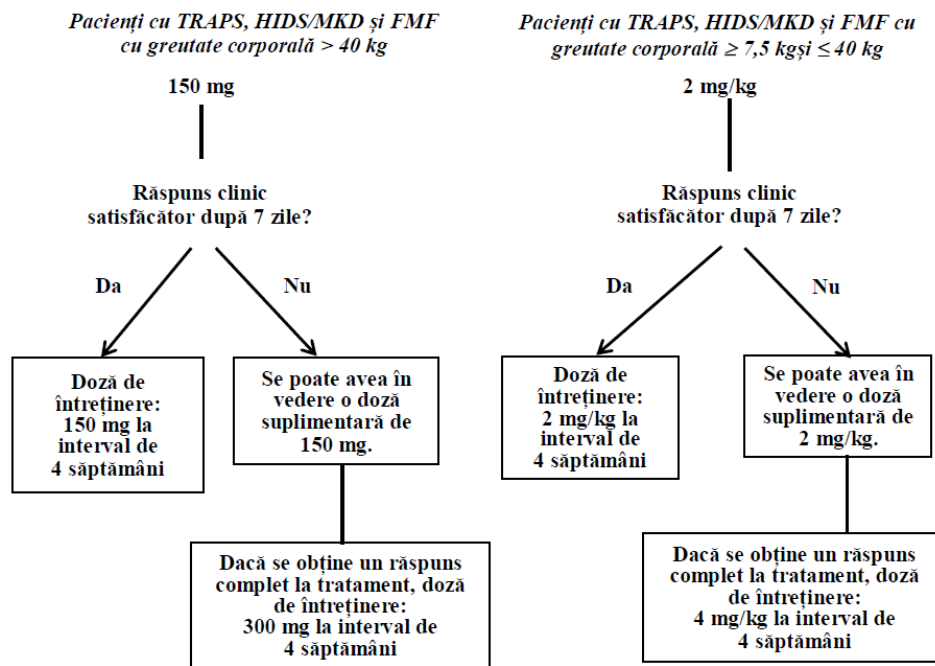 Pacienți cu TRAPS, HIDS/MKD și FMF
cu greutate corporală > 40 kg
150 mg
Răspuns clinic
satisfăcător după 7 zile?
Da
Nu
Doză de
întreținere:
150 mg la
interval de
4 săptămâni
Se poate avea în
vedere o doză
suplimentară de
150 mg.
Dacă se obține un răspuns
complet la tratament, doză
de întreținere:
300 mg la interval de
4 săptămâni
Pacienți cu TRAPS, HIDS/MKD și FMF cu
greutate corporală ≥ 7,5 kgși ≤ 40 kg
2 mg/kg
Răspuns clinic
satisfăcător după 7 zile?
Da
Nu
Doză de
întreținere:
2 mg/kg la
interval de
4 săptămâni
Se poate avea în
vedere o doză
suplimentară de
2 mg/kg.
Dacă se obține un răspuns
complet la tratament, doză
de întreținere:
4 mg/kg la interval de
4 săptămâni